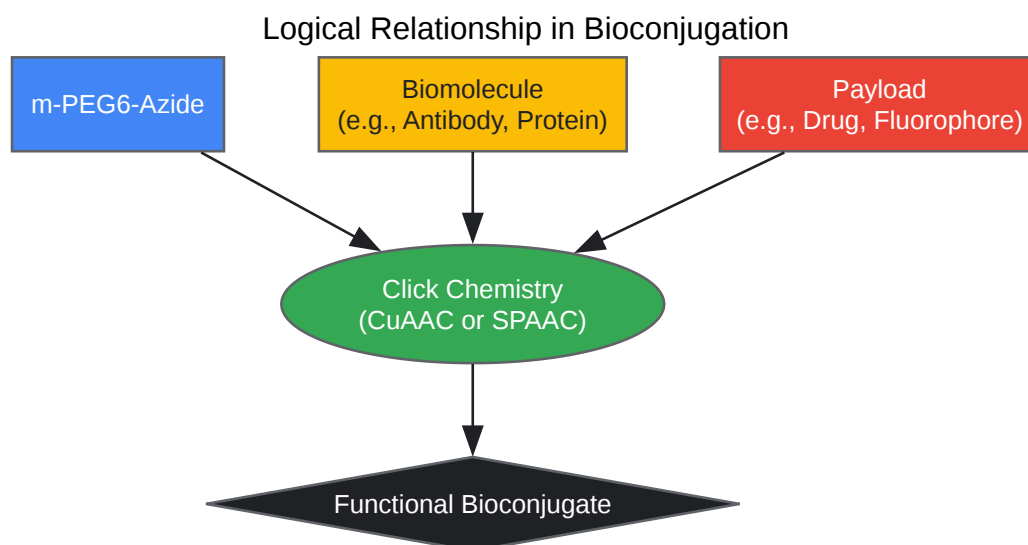 Logical Relationship in Bioconjugation
m-PEG6-Azide
Biomolecule
(e.g., Antibody, Protein)
Payload
(e.g., Drug, Fluorophore)
Click Chemistry
(CuAAC or SPAAC)
Functional Bioconjugate